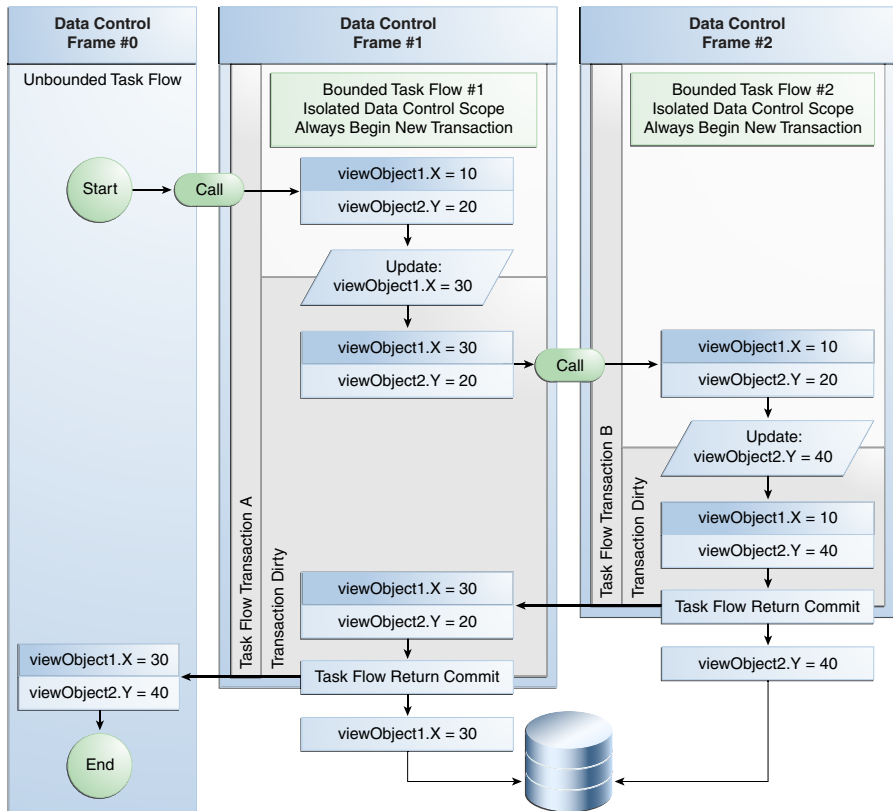 Data Control
Frame #0
Unbounded Task Flow
Start
Call
Data Control
Frame #1
Bounded Task Flow #1
Isolated Data Control Scope
Always Begin New Transaction
viewObject1.X = 10
viewObject2.Y = 20
Update:
viewObject1.X = 30
viewObject1.X = 30
viewObject2.Y = 20
Call
Task Flow Transaction A
Transaction Dirty
Data Control
Frame #2
Bounded Task Flow #2
Isolated Data Control Scope
Always Begin New Transaction
viewObject1.X = 10
viewObject2.Y = 20
Update:
viewObject2.Y = 40
viewObject1.X = 10
viewObject2.Y = 40
Task Flow Transaction B
Transaction Dirty
Task Flow Return Commit
viewObject2.Y = 40
viewObject1.X = 30
viewObject2.Y = 20
Task Flow Return Commit
viewObject1.X = 30
viewObject1.X = 30
viewObject2.Y = 40
End